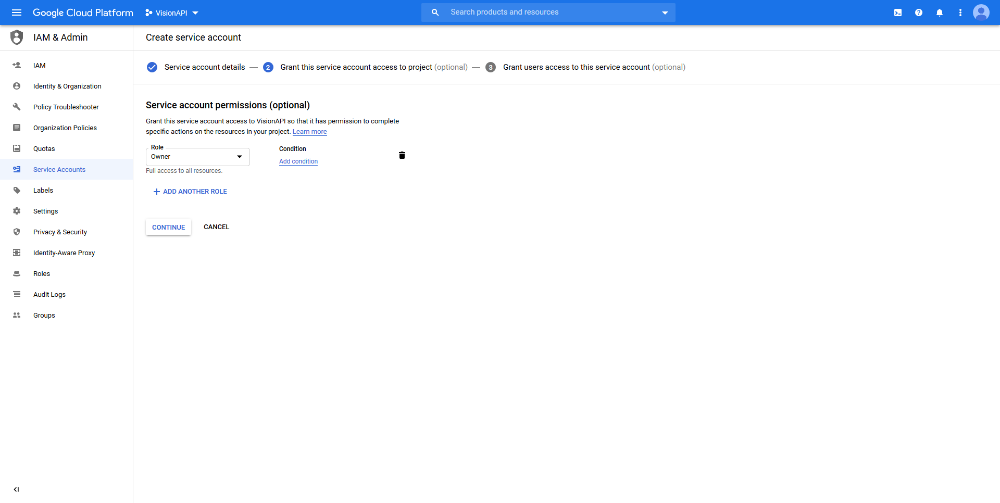 Google Cloud Platform
VisionAPI
Search products and resources
IAM & Admin
Create service account
IAM
Identity & Organization
Policy Troubleshooter
Organization Policies
Quotas
Service Accounts
Labels
Settings
Privacy & Security
Identity-Aware Proxy
Roles
Audit Logs
Groups
Service account details — 2 Grant this service account access to project (optional) — 3 Grant users access to this service account (optional)
Service account permissions (optional)
Grant this service account access to VisionAPI so that it has permission to complete
specific actions on the resources in your project. Learn more
Role
Owner
Full access to all resources.
Condition
Add condition
ADD ANOTHER ROLE
CONTINUE
CANCEL